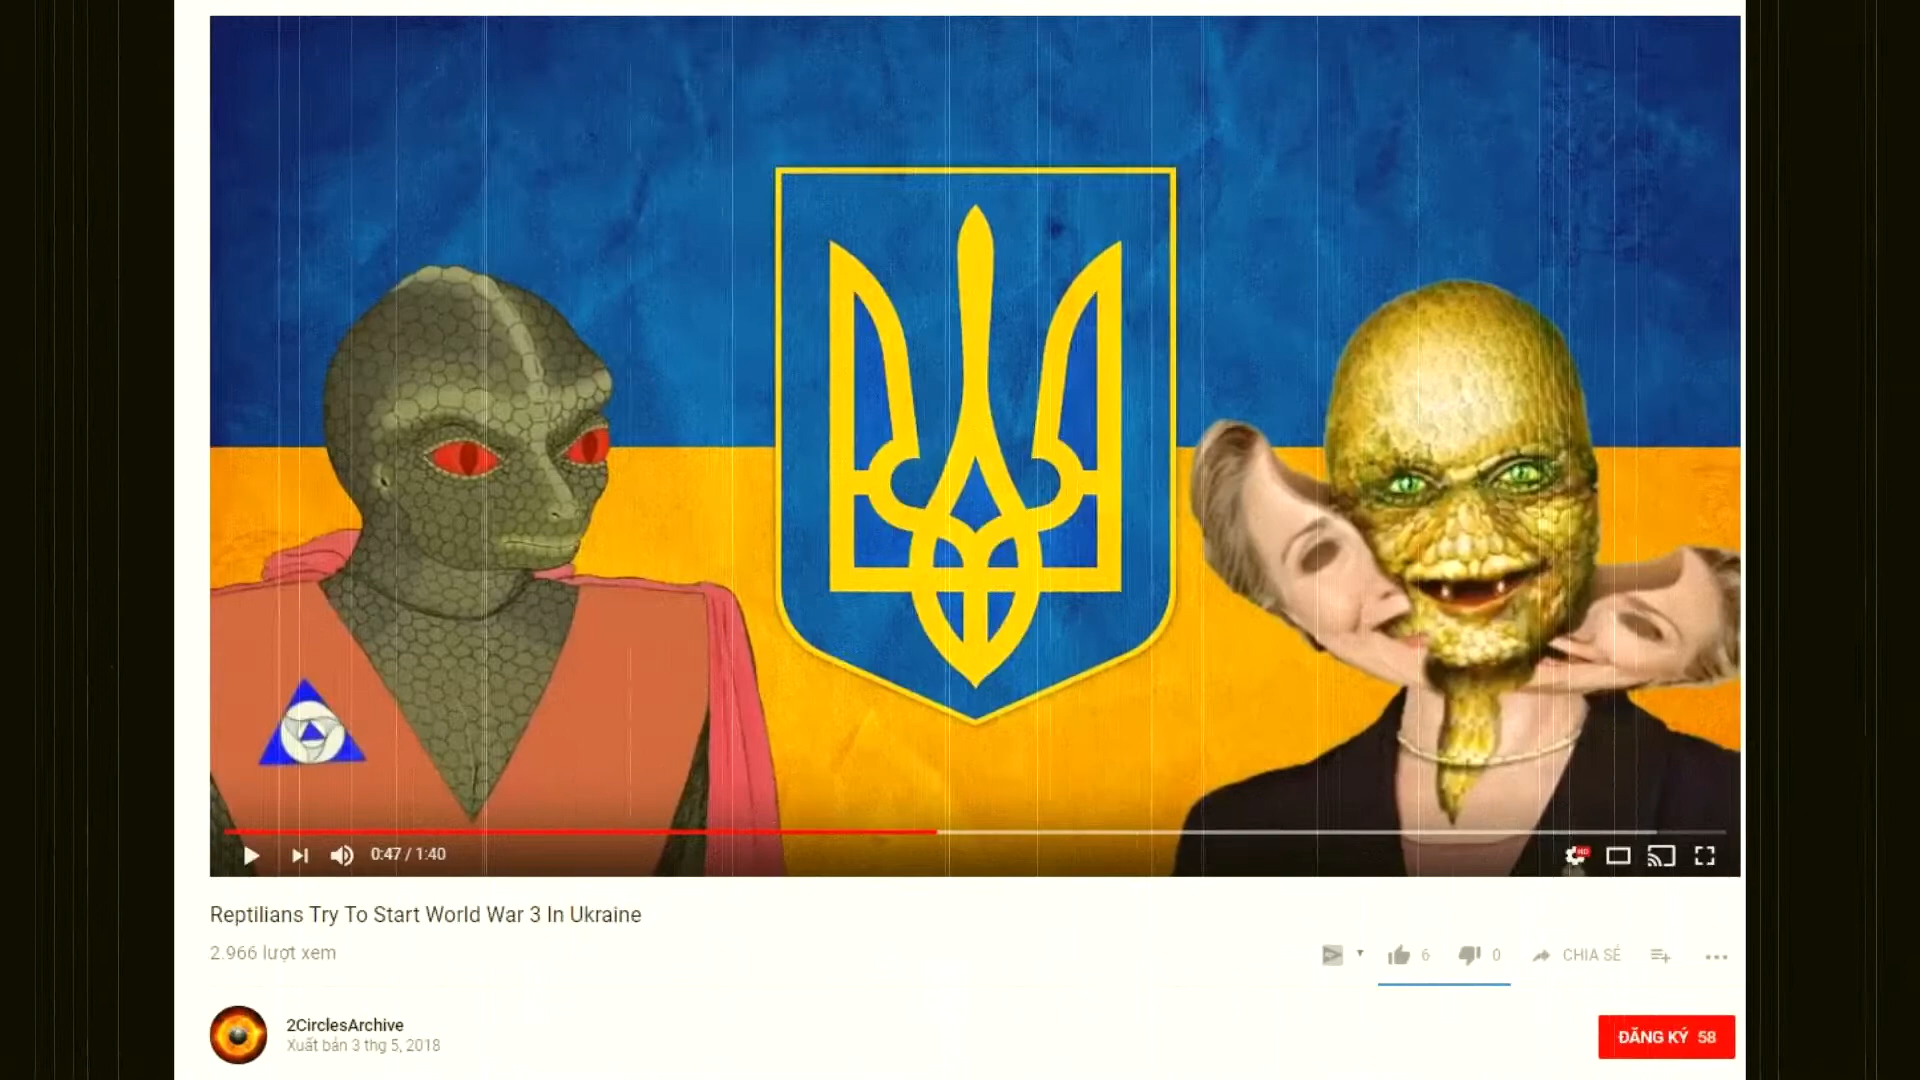 HD
0:47 / 1:40
Reptilians Try To Start World War 3 In Ukraine
2.966 lượt xem
6
0
CHIA SẺ
2CirclesArchive
Xuất bản 3 thg 5, 2018
ĐĂNG KÝ 58